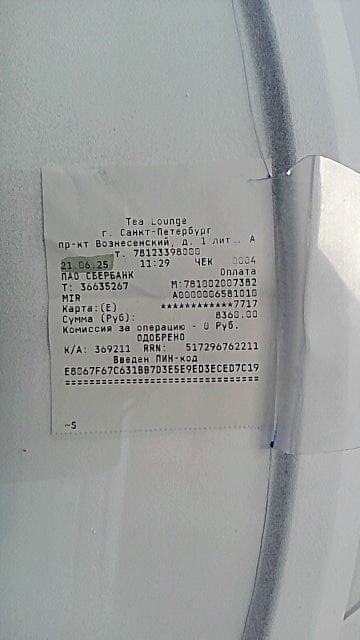 Tea Lounge
г. Санкт-Петербург
пр-кт Вознесенский, д. 1 лит.. А
т. 78123398000
21.06.25 11:29 ЧЕК 0004
ПАО СБЕРБАНК Оплата
Т: 36635267 М:781002007382
MIR A0000006581010
Карта:(E) ************7717
Сумма (Руб): 8360.00
Комиссия за операцию - 0 Руб.
ОДОБРЕНО
К/А: 369211 RRN: 517296762211
Введен ПИН-код
E8067F67C631BB7D3E5E9ED3ECED7C19
==================================
~5